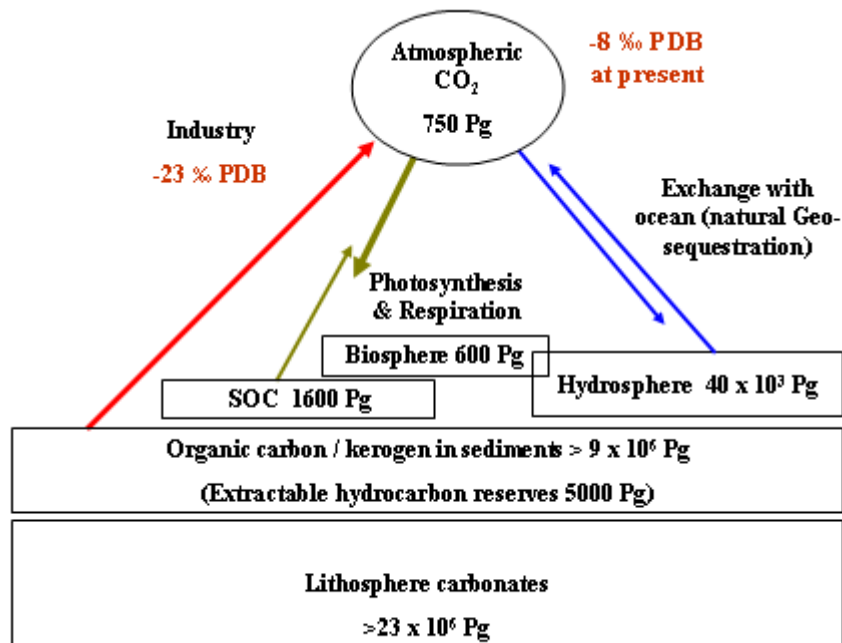 Atmospheric
CO₂
750 Pg
-8 ‰ PDB
at present
Industry
-23 ‰ PDB
Exchange with
ocean (natural Geo-
sequestration)
Photosynthesis
& Respiration
Biosphere 600 Pg
Hydrosphere 40 x 10³ Pg
SOC 1600 Pg
Organic carbon / kerogen in sediments > 9 x 10⁶ Pg
(Extractable hydrocarbon reserves 5000 Pg)
Lithosphere carbonates
>23 x 10⁶ Pg